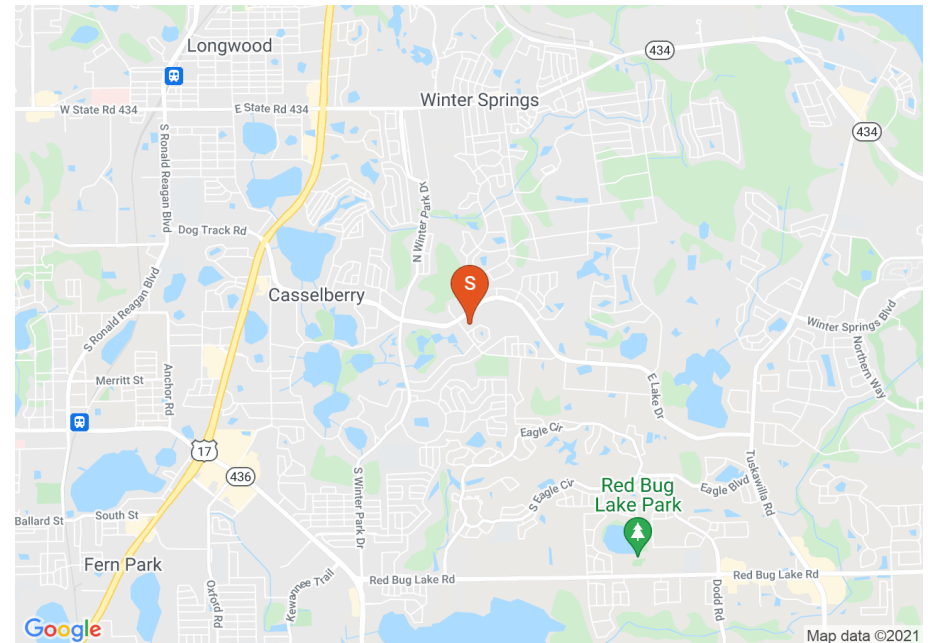 Longwood
434
W State Rd 434
E State Rd 434
Winter Springs
434
S Ronald Reagan Blvd
N Winter Park Dr
Dog Track Rd
S
Casselberry
S Ronald Reagan Blvd
Winter Springs Blvd
Northern Way
Merritt St
Anchor Rd
E Lake Dr
Eagle Cir
17
436
S Winter Park Dr
Tuskawilla Rd
S Eagle Cir
Red Bug
Lake Park
Eagle Blvd
South St
Ballard St
Fern Park
Oxford Rd
Kewannee Trail
Red Bug Lake Rd
Dodd Rd
Red Bug Lake Rd
Google
Map data ©2021